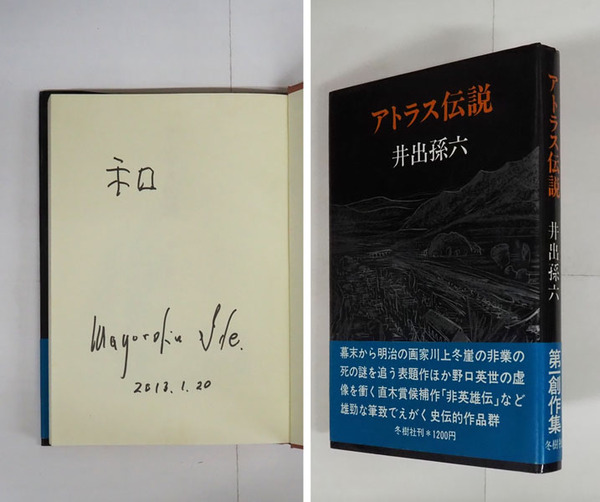 和
Magoroku Ide.
2013.1.20
アトラス伝説
井出孫六
幕末から明治の画家川上冬崖の非業の
死の謎を追う表題作ほか野口英世の虚
像を衝く直木賞候補作「非英雄伝」など
雄勁な筆致でえがく史伝的作品群
冬樹社刊*1200円
アトラス伝説
井出孫六
第一創作集
冬樹社